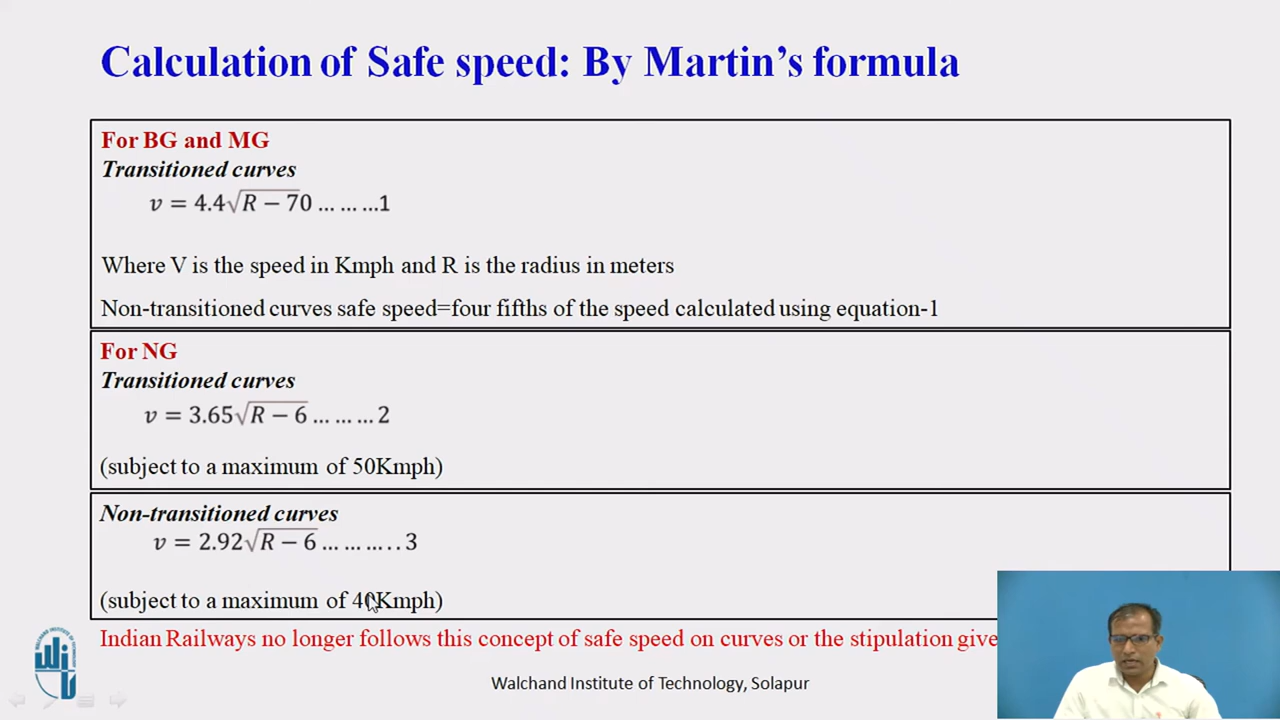 Calculation of Safe speed: By Martin's formula
For BG and MG
Transitioned curves
v = 4.4√R − 70 … … …1
Where V is the speed in Kmph and R is the radius in meters
Non-transitioned curves safe speed=four fifths of the speed calculated using equation-1
For NG
Transitioned curves
v = 3.65√R − 6 … … … 2
(subject to a maximum of 50Kmph)
Non-transitioned curves
v = 2.92√R − 6 … … … . . 3
(subject to a maximum of 40Kmph)
Indian Railways no longer follows this concept of safe speed on curves or the stipulation give
Walchand Institute of Technology, Solapur